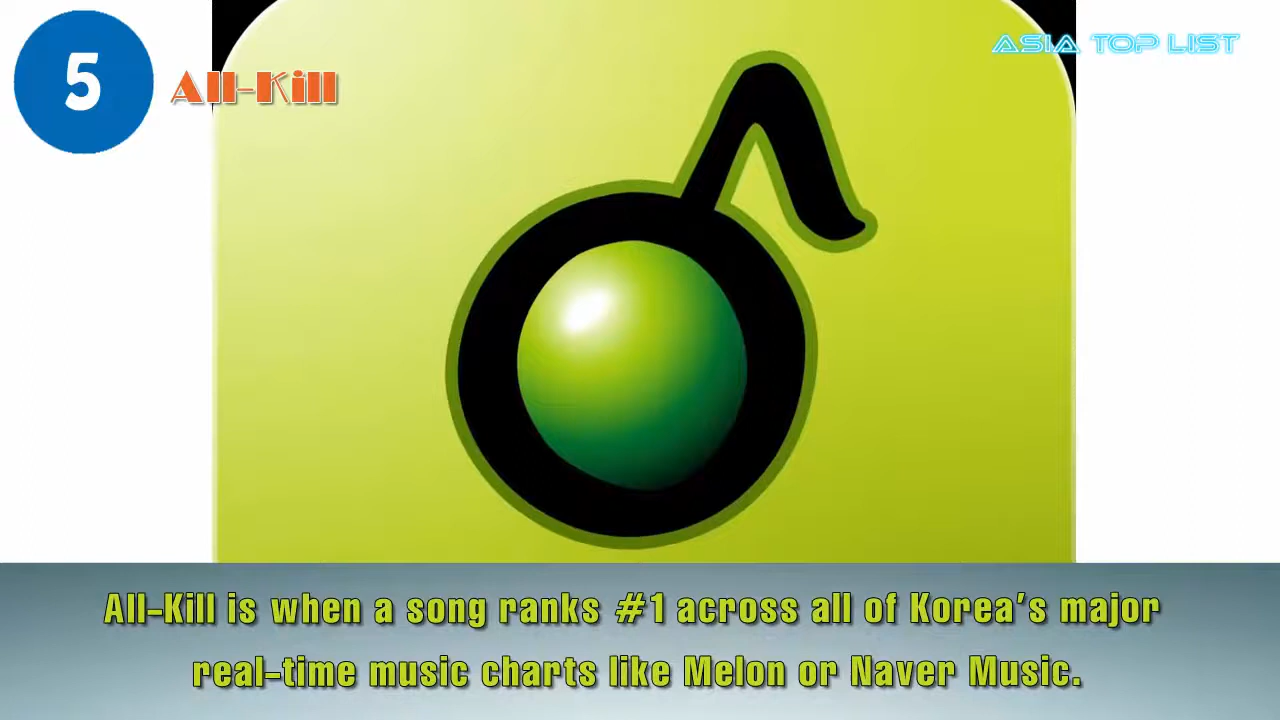 5
All-Kill
ASIA TOP LIST
All-Kill is when a song ranks #1 across all of Korea's major
real-time music charts like Melon or Naver Music.